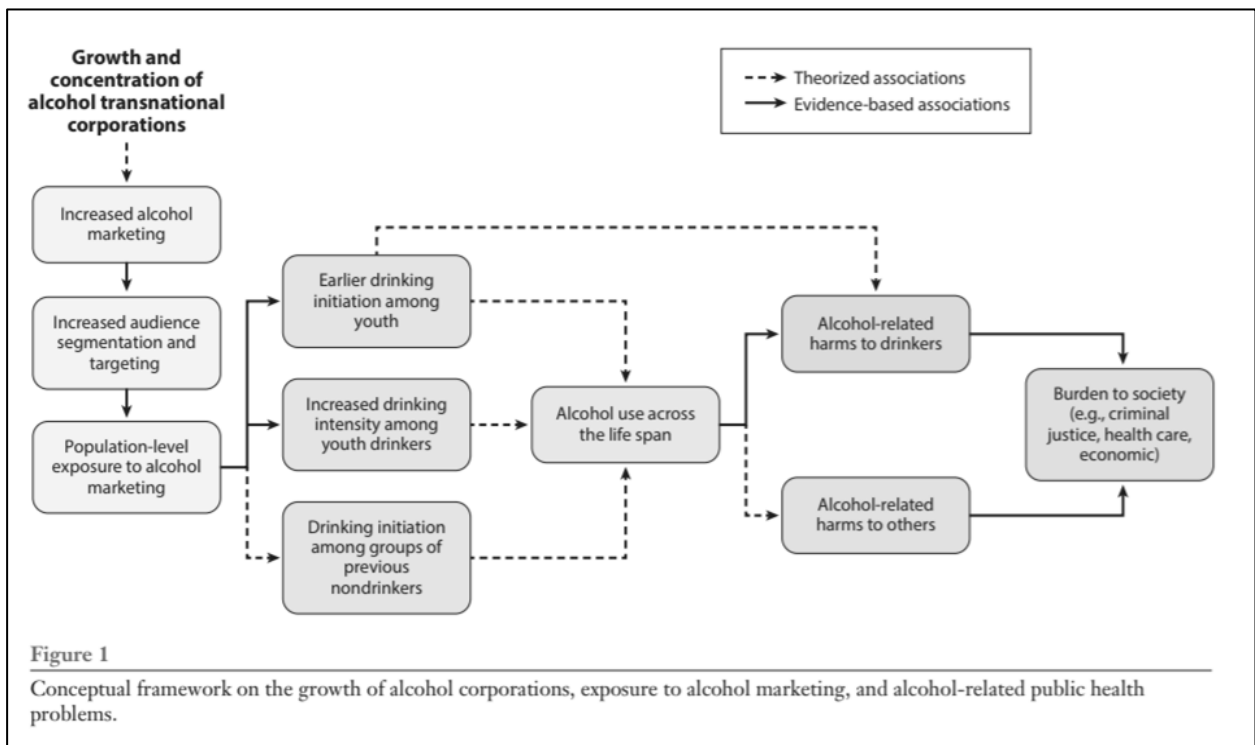 Growth and
concentration of
alcohol transnational
corporations
Theorized associations
Evidence-based associations
Increased alcohol
marketing
Increased audience
segmentation and
targeting
Population-level
exposure to alcohol
marketing
Earlier drinking
initiation among
youth
Increased drinking
intensity among
youth drinkers
Drinking initiation
among groups of
previous
nondrinkers
Alcohol use across
the life span
Alcohol-related
harms to drinkers
Alcohol-related
harms to others
Burden to society
(e.g., criminal
justice, health care,
economic)
Figure 1
Conceptual framework on the growth of alcohol corporations, exposure to alcohol marketing, and alcohol-related public health
problems.